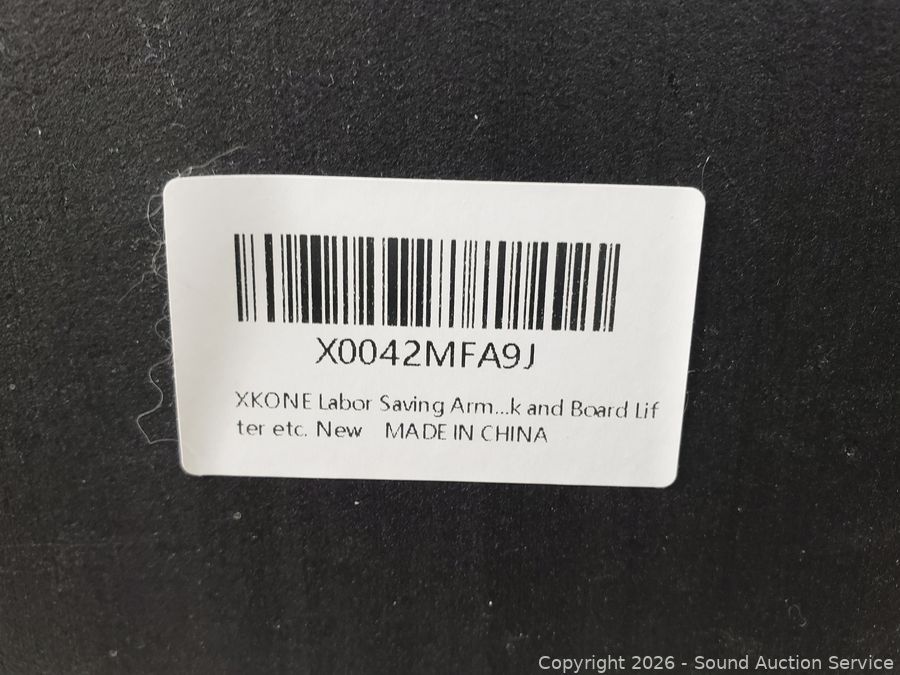 X0042MFA9J
XKONE Labor Saving Arm...k and Board Lif
ter etc. New MADE IN CHINA
Copyright 2026 - Sound Auction Service